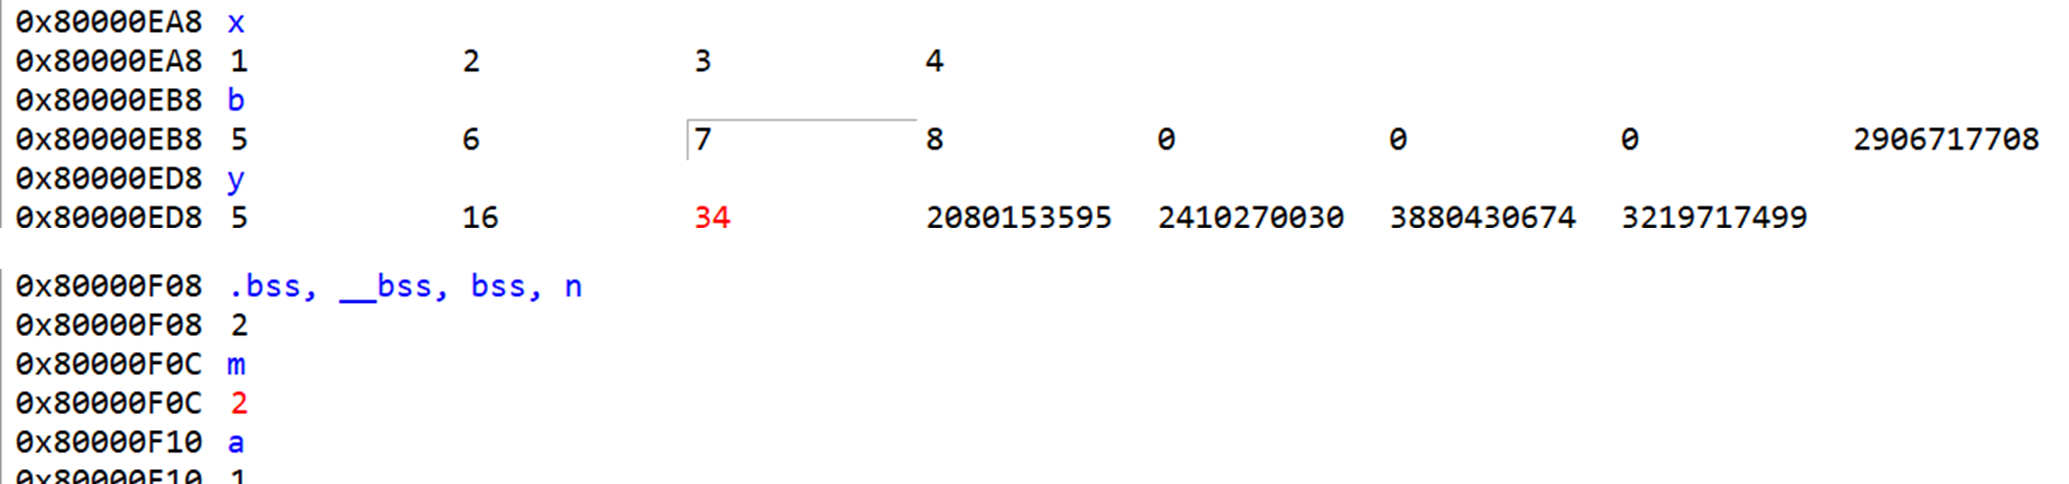 0x80000EA8 x
0x80000EA8 1 2 3 4
0x80000EB8 b
0x80000EB8 5 6 7 8 0 0 0 2906717708
0x80000ED8 y
0x80000ED8 5 16 34 2080153595 2410270030 3880430674 3219717499
0x80000F08 .bss, __bss, bss, n
0x80000F08 2
0x80000F0C m
0x80000F0C 2
0x80000F10 a
0x80000F10 1